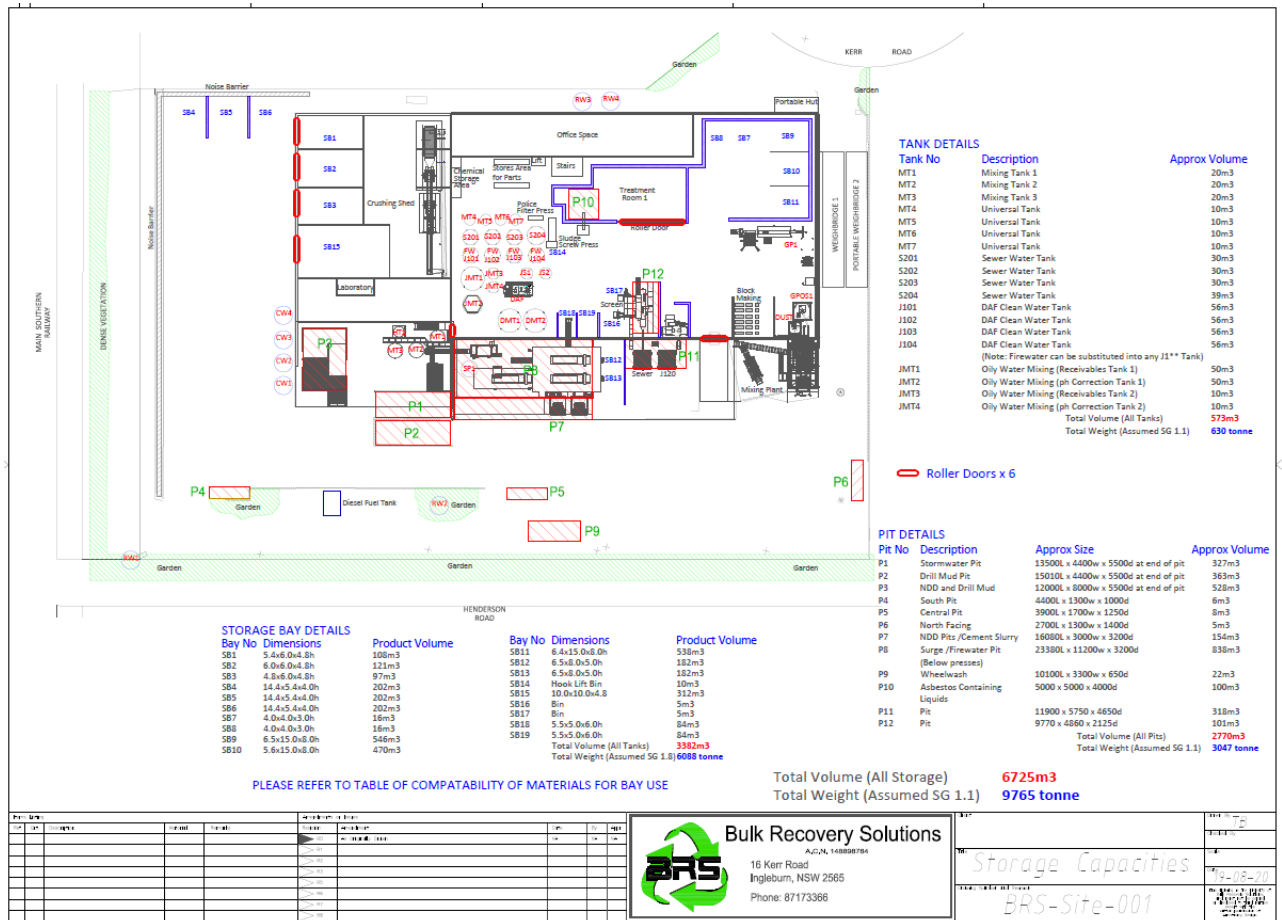 KERR ROAD
Garden
Noise Barrier
RW3 RW4
Garden
Portable Hut
SB4 SB5 SB6
SB1
Office Space
SB8 SB7 SB9
SB2
Chemical
Storage
Area
Stores Area
for Parts
Lift
Stairs
SB10
SB3
Crushing Shed
Treatment
Room 1
P10
SB11
Police
Filter Press
MT4 MT5 MT6 MT7
Roller Door
Sludge
Screw Press
S201 S202 S203 S204
SB15
FW
J101
FW
J102
FW
J103
FW
J104
SB14
GP1
WEIGHBRIDGE 1
PORTABLE WEIGHBRIDGE 2
Noise Barrier
DENSE VEGETATION
MAIN SOUTHERN
RAILWAY
JMT1 JMT3 JS1 JS2
JMT4
P12
Laboratory
JMT2
DAF
SB17
Screen
Block
Making
GPOS1
CW4
DMT1 DMT2
SB18 SB19
SB16
DUST
CW3
P3
MT1
MT3 MT2
CW2
SP1
P8
SB12
P11
CW1
SB13
Sewer J120
Mixing Plant
P1
P2
P7
P4
Garden
Diesel Fuel Tank
RW2 Garden
P5
P6
P9
Garden
Garden
Garden
HENDERSON
ROAD
TANK DETAILS
Tank No Description Approx Volume
MT1 Mixing Tank 1 20m3
MT2 Mixing Tank 2 20m3
MT3 Mixing Tank 3 20m3
MT4 Universal Tank 10m3
MT5 Universal Tank 10m3
MT6 Universal Tank 10m3
MT7 Universal Tank 10m3
S201 Sewer Water Tank 30m3
S202 Sewer Water Tank 30m3
S203 Sewer Water Tank 30m3
S204 Sewer Water Tank 39m3
J101 DAF Clean Water Tank 56m3
J102 DAF Clean Water Tank 56m3
J103 DAF Clean Water Tank 56m3
J104 DAF Clean Water Tank 56m3
(Note: Firewater can be substituted into any J1** Tank)
JMT1 Oily Water Mixing (Receivables Tank 1) 50m3
JMT2 Oily Water Mixing (ph Correction Tank 1) 50m3
JMT3 Oily Water Mixing (Receivables Tank 2) 10m3
JMT4 Oily Water Mixing (ph Correction Tank 2) 10m3
Total Volume (All Tanks) 573m3
Total Weight (Assumed SG 1.1) 630 tonne
Roller Doors x 6
PIT DETAILS
Pit No Description Approx Size Approx Volume
P1 Stormwater Pit 13500L x 4400w x 5500d at end of pit 327m3
P2 Drill Mud Pit 15010L x 4400w x 5500d at end of pit 363m3
P3 NDD and Drill Mud 12000L x 8000w x 5500d at end of pit 528m3
P4 South Pit 4400L x 1300w x 1000d 6m3
P5 Central Pit 3900L x 1700w x 1250d 8m3
P6 North Facing 2700L x 1300w x 1400d 5m3
P7 NDD Pits /Cement Slurry 16080L x 3000w x 3200d 154m3
P8 Surge /Firewater Pit 23380L x 11200w x 3200d 838m3
(Below presses)
P9 Wheelwash 10100L x 3300w x 650d 22m3
P10 Asbestos Containing 5000 x 5000 x 4000d 100m3
Liquids
P11 Pit 11900 x 5750 x 4650d 318m3
P12 Pit 9770 x 4860 x 2125d 101m3
Total Volume (All Pits) 2770m3
Total Weight (Assumed SG 1.1) 3047 tonne
STORAGE BAY DETAILS
Bay No Dimensions Product Volume
SB1 5.4x6.0x4.8h 108m3
SB2 6.0x6.0x4.8h 121m3
SB3 4.8x6.0x4.8h 97m3
SB4 14.4x5.4x4.0h 202m3
SB5 14.4x5.4x4.0h 202m3
SB6 14.4x5.4x4.0h 202m3
SB7 4.0x4.0x3.0h 16m3
SB8 4.0x4.0x3.0h 16m3
SB9 6.5x15.0x8.0h 546m3
SB10 5.6x15.0x8.0h 470m3
Bay No Dimensions Product Volume
SB11 6.4x15.0x8.0h 538m3
SB12 6.5x8.0x5.0h 182m3
SB13 6.5x8.0x5.0h 182m3
SB14 Hook Lift Bin 10m3
SB15 10.0x10.0x4.8 312m3
SB16 Bin 5m3
SB17 Bin 5m3
SB18 5.5x5.0x6.0h 84m3
SB19 5.5x5.0x6.0h 84m3
Total Volume (All Tanks) 3382m3
Total Weight (Assumed SG 1.8) 6088 tonne
PLEASE REFER TO TABLE OF COMPATABILITY OF MATERIALS FOR BAY USE
Total Volume (All Storage) 6725m3
Total Weight (Assumed SG 1.1) 9765 tonne
BRS
Bulk Recovery Solutions
A.C.N. 148898784
16 Kerr Road
Ingleburn, NSW 2565
Phone: 87173366
TB
Storage Capacities
19-08-20
BRS-Site-001